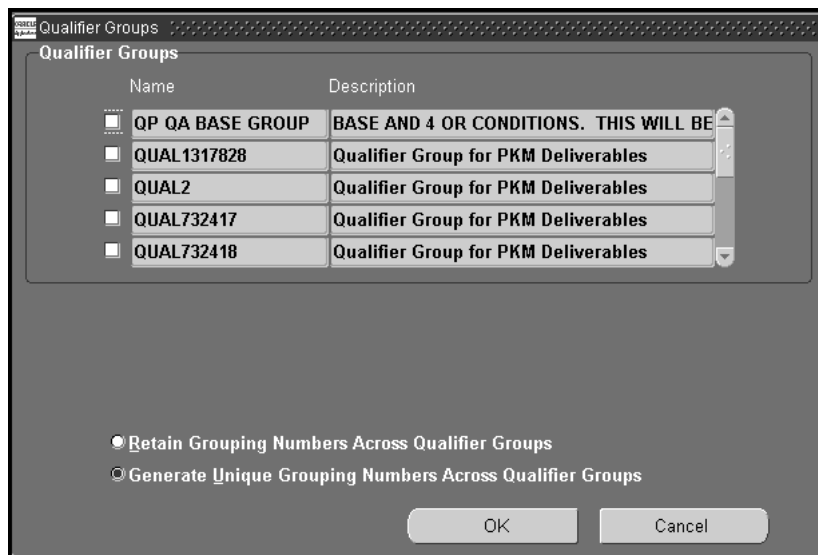 ORACLE
Applications
Qualifier Groups
Qualifier Groups
Name Description
QP QA BASE GROUP BASE AND 4 OR CONDITIONS. THIS WILL BE
QUAL1317828 Qualifier Group for PKM Deliverables
QUAL2 Qualifier Group for PKM Deliverables
QUAL732417 Qualifier Group for PKM Deliverables
QUAL732418 Qualifier Group for PKM Deliverables
Retain Grouping Numbers Across Qualifier Groups
Generate Unique Grouping Numbers Across Qualifier Groups
OK Cancel